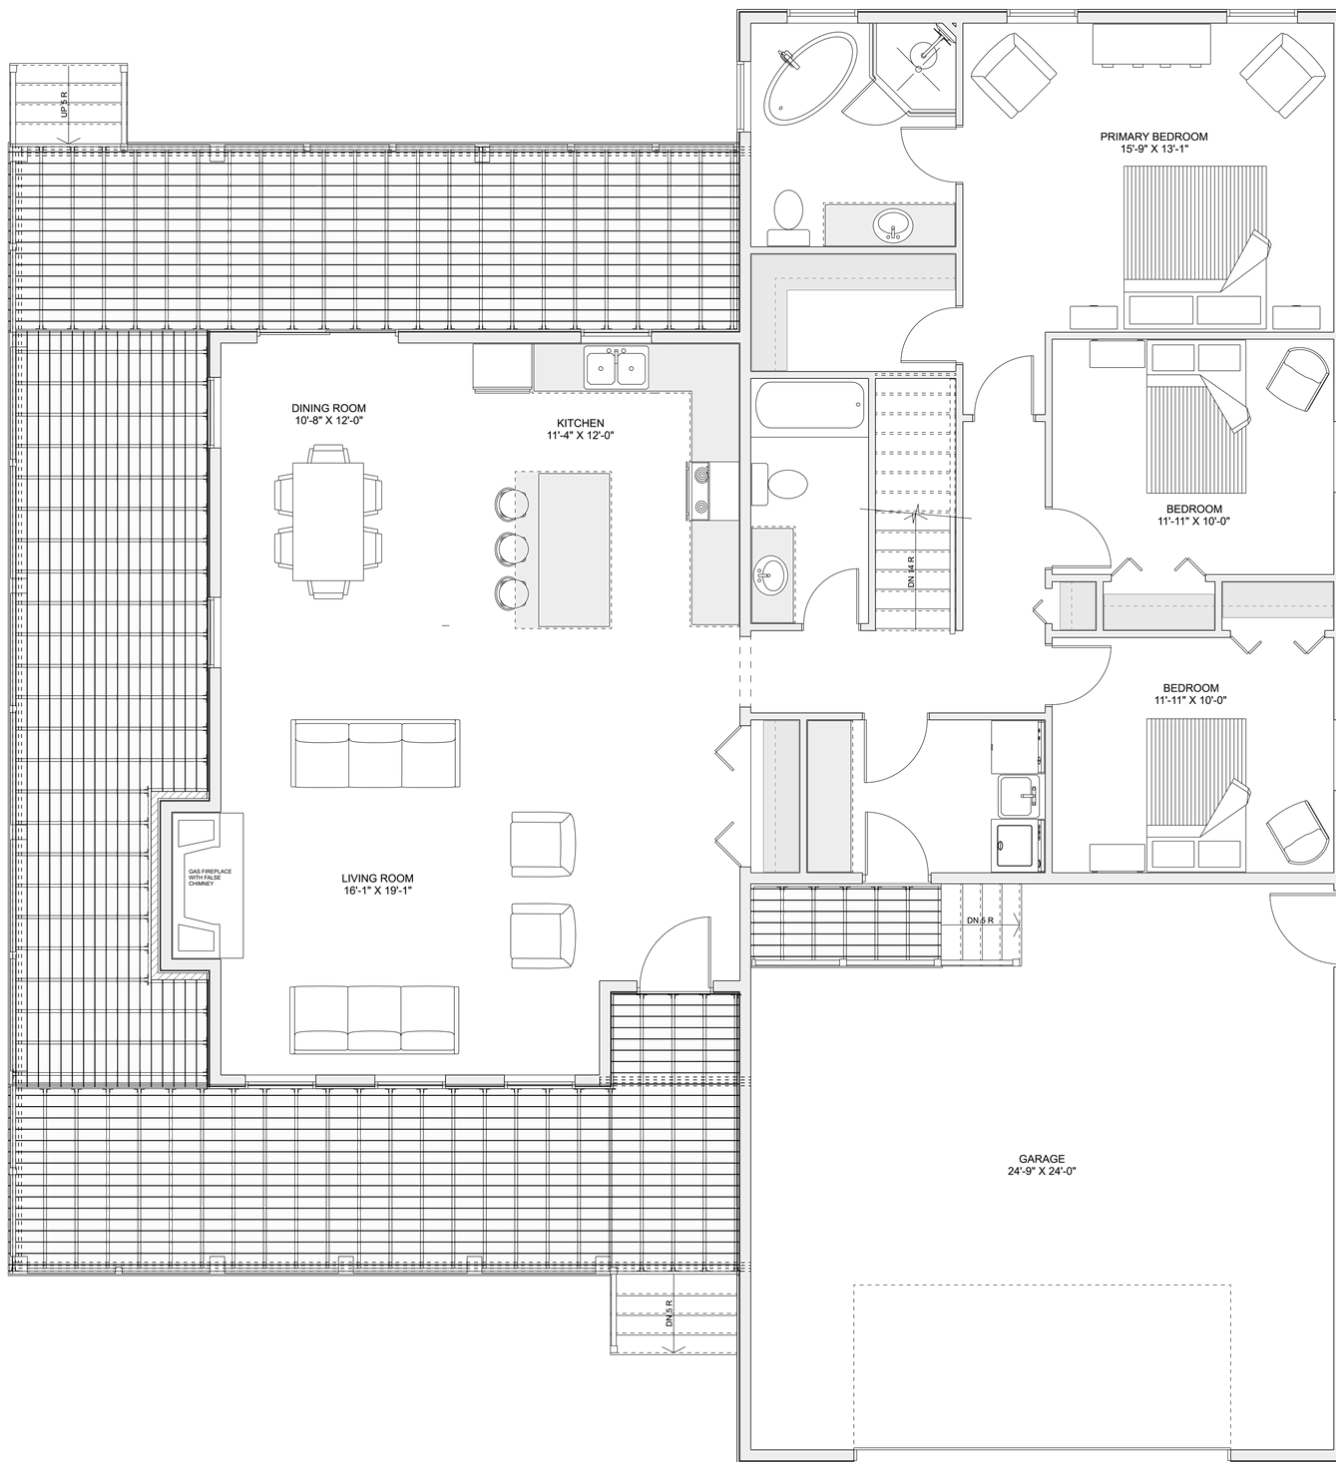 UP 5 R
PRIMARY BEDROOM
15'-9" X 13'-1"
DINING ROOM
10'-8" X 12'-0"
KITCHEN
11'-4" X 12'-0"
BEDROOM
11'-11" X 10'-0"
DN 14 R
BEDROOM
11'-11" X 10'-0"
GAS FIREPLACE
WITH FALSE
CHIMNEY
LIVING ROOM
16'-1" X 19'-1"
DN 5 R
GARAGE
24'-9" X 24'-0"
DN 5 R